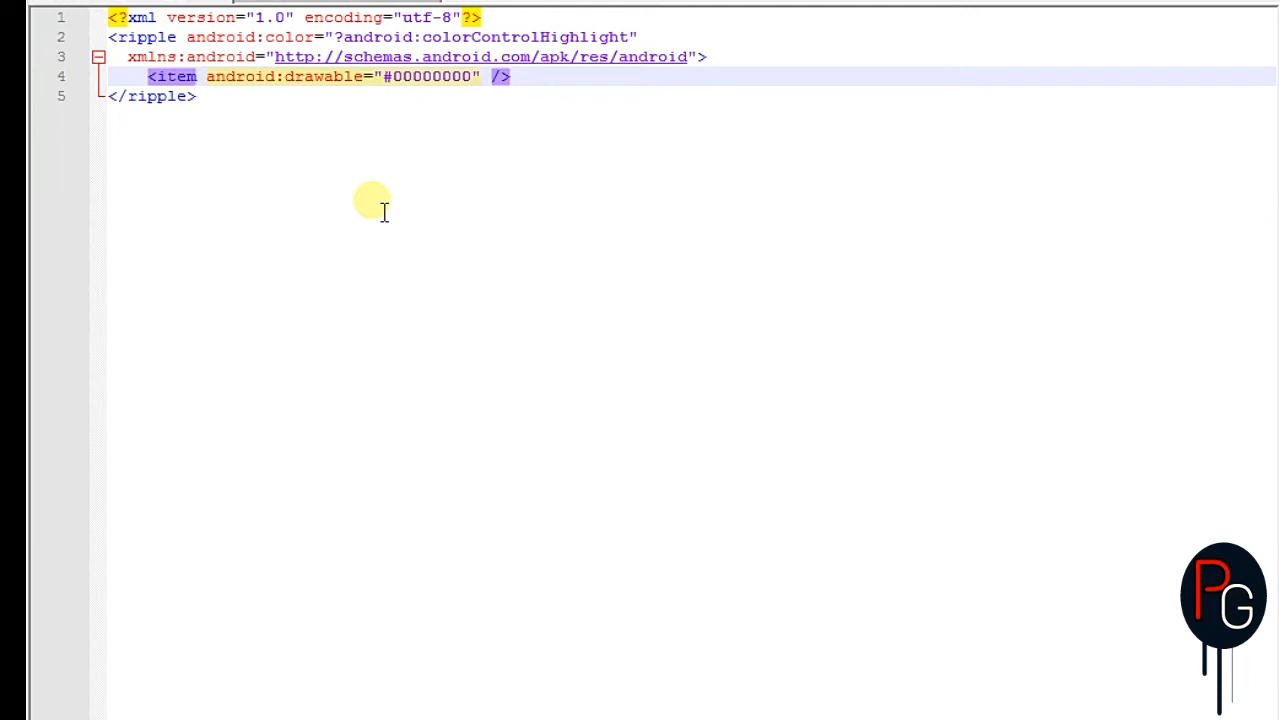 1 <?xml version="1.0" encoding="utf-8"?>
2 <ripple android:color="?android:colorControlHighlight"
3 xmlns:android="http://schemas.android.com/apk/res/android">
4 <item android:drawable="#00000000" />
5 </ripple>
PG